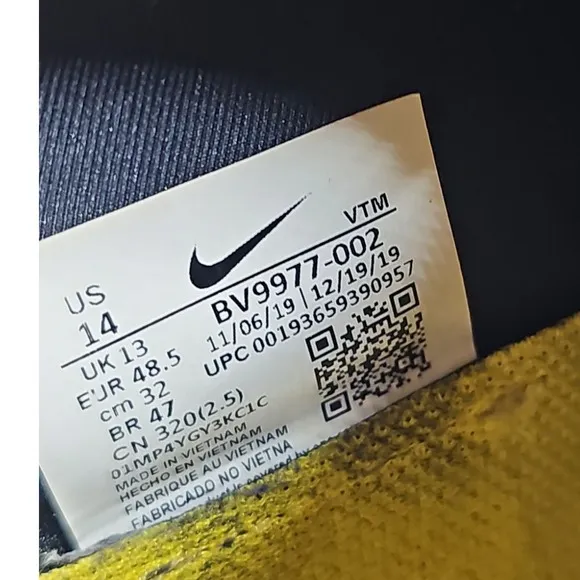 VTM
US
14
BV9977-002
11/06/19 | 12/19/19
UPC 00193659390957
UK 13
EUR 48.5
cm 32
BR 47
CN 320(2.5)
01MP4YGY3KC1C
MADE IN VIETNAM
HECHO EN VIETNAM
FABRIQUE AU VIETNAM
FABRICADO NO VIETNA